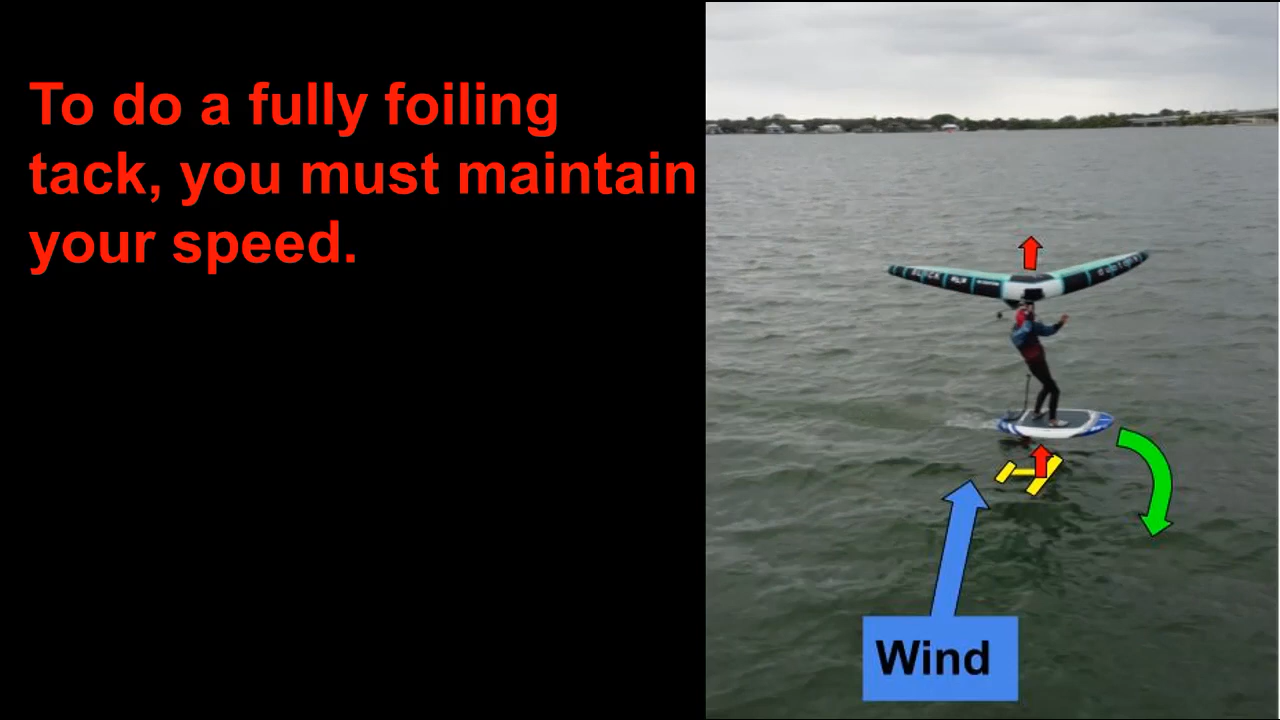 To do a fully foiling
tack, you must maintain
your speed.
Wind